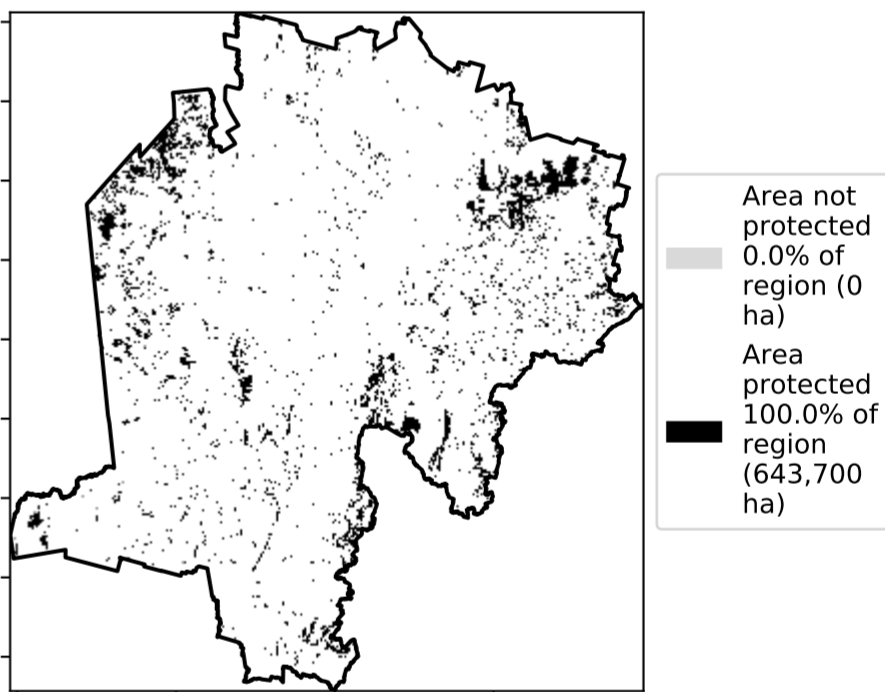 Area not
protected
0.0% of
region (0
ha)
Area
protected
100.0% of
region
(643,700
ha)